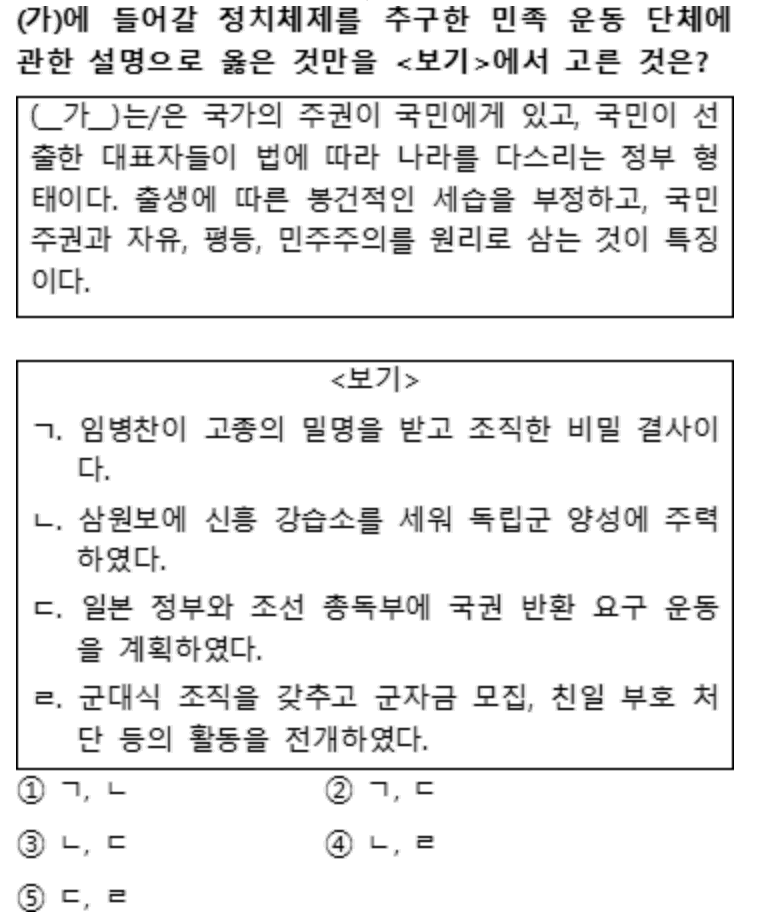 (가)에 들어갈 정치체제를 추구한 민족 운동 단체에
관한 설명으로 옳은 것만을 <보기>에서 고른 것은?
(_가_)는/은 국가의 주권이 국민에게 있고, 국민이 선
출한 대표자들이 법에 따라 나라를 다스리는 정부 형
태이다. 출생에 따른 봉건적인 세습을 부정하고, 국민
주권과 자유, 평등, 민주주의를 원리로 삼는 것이 특징
이다.
<보기>
ㄱ. 임병찬이 고종의 밀명을 받고 조직한 비밀 결사이
다.
ㄴ. 삼원보에 신흥 강습소를 세워 독립군 양성에 주력
하였다.
ㄷ. 일본 정부와 조선 총독부에 국권 반환 요구 운동
을 계획하였다.
ㄹ. 군대식 조직을 갖추고 군자금 모집, 친일 부호 처
단 등의 활동을 전개하였다.
① ㄱ, ㄴ ② ㄱ, ㄷ
③ ㄴ, ㄷ ④ ㄴ, ㄹ
⑤ ㄷ, ㄹ